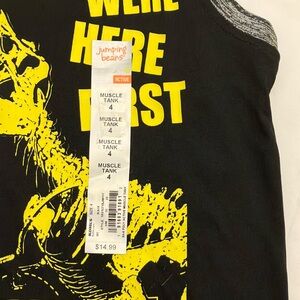 WERE
HERE
FIRST
jumping
beans
ACTIVE
MUSCLE
TANK
4
MUSCLE
TANK
4
MUSCLE
TANK
4
MUSCLE
TANK
4
$14.99